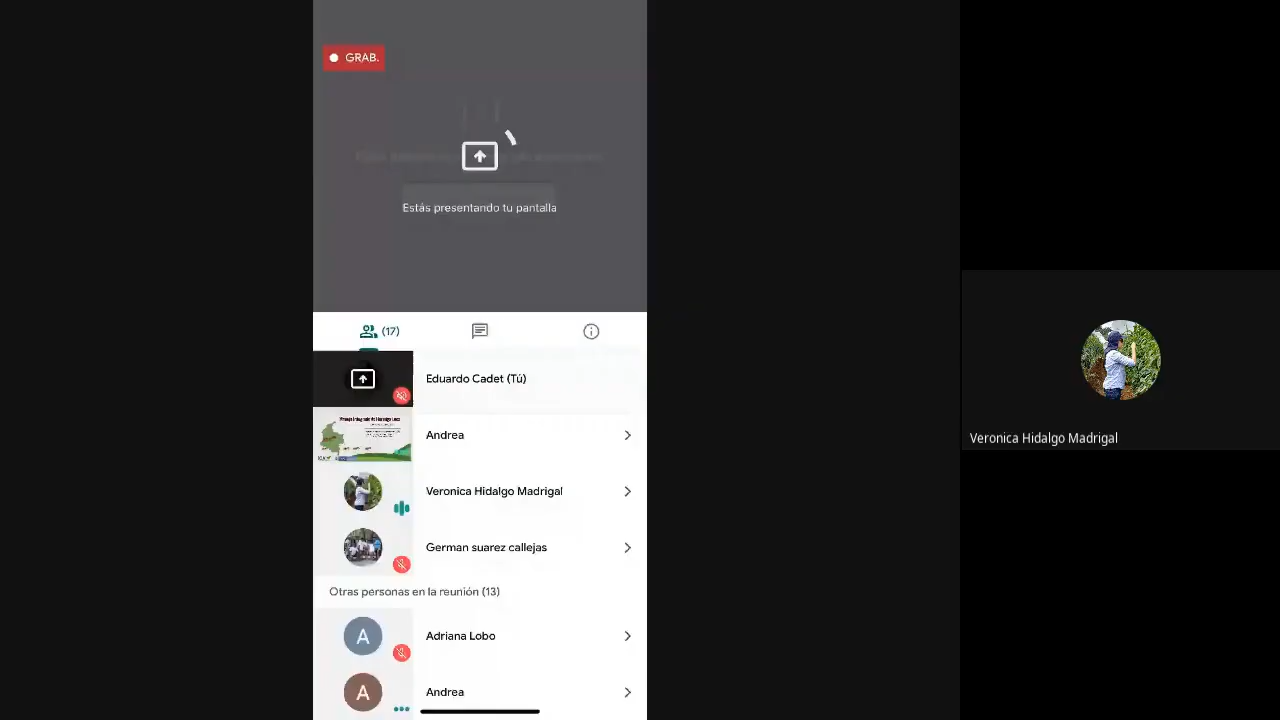 GRAB.
Estás presentando tu pantalla
(17)
Eduardo Cadet (Tú)
Andrea
Veronica Hidalgo Madrigal
German suarez callejas
Otras personas en la reunión (13)
A
Adriana Lobo
A
Andrea
Veronica Hidalgo Madrigal